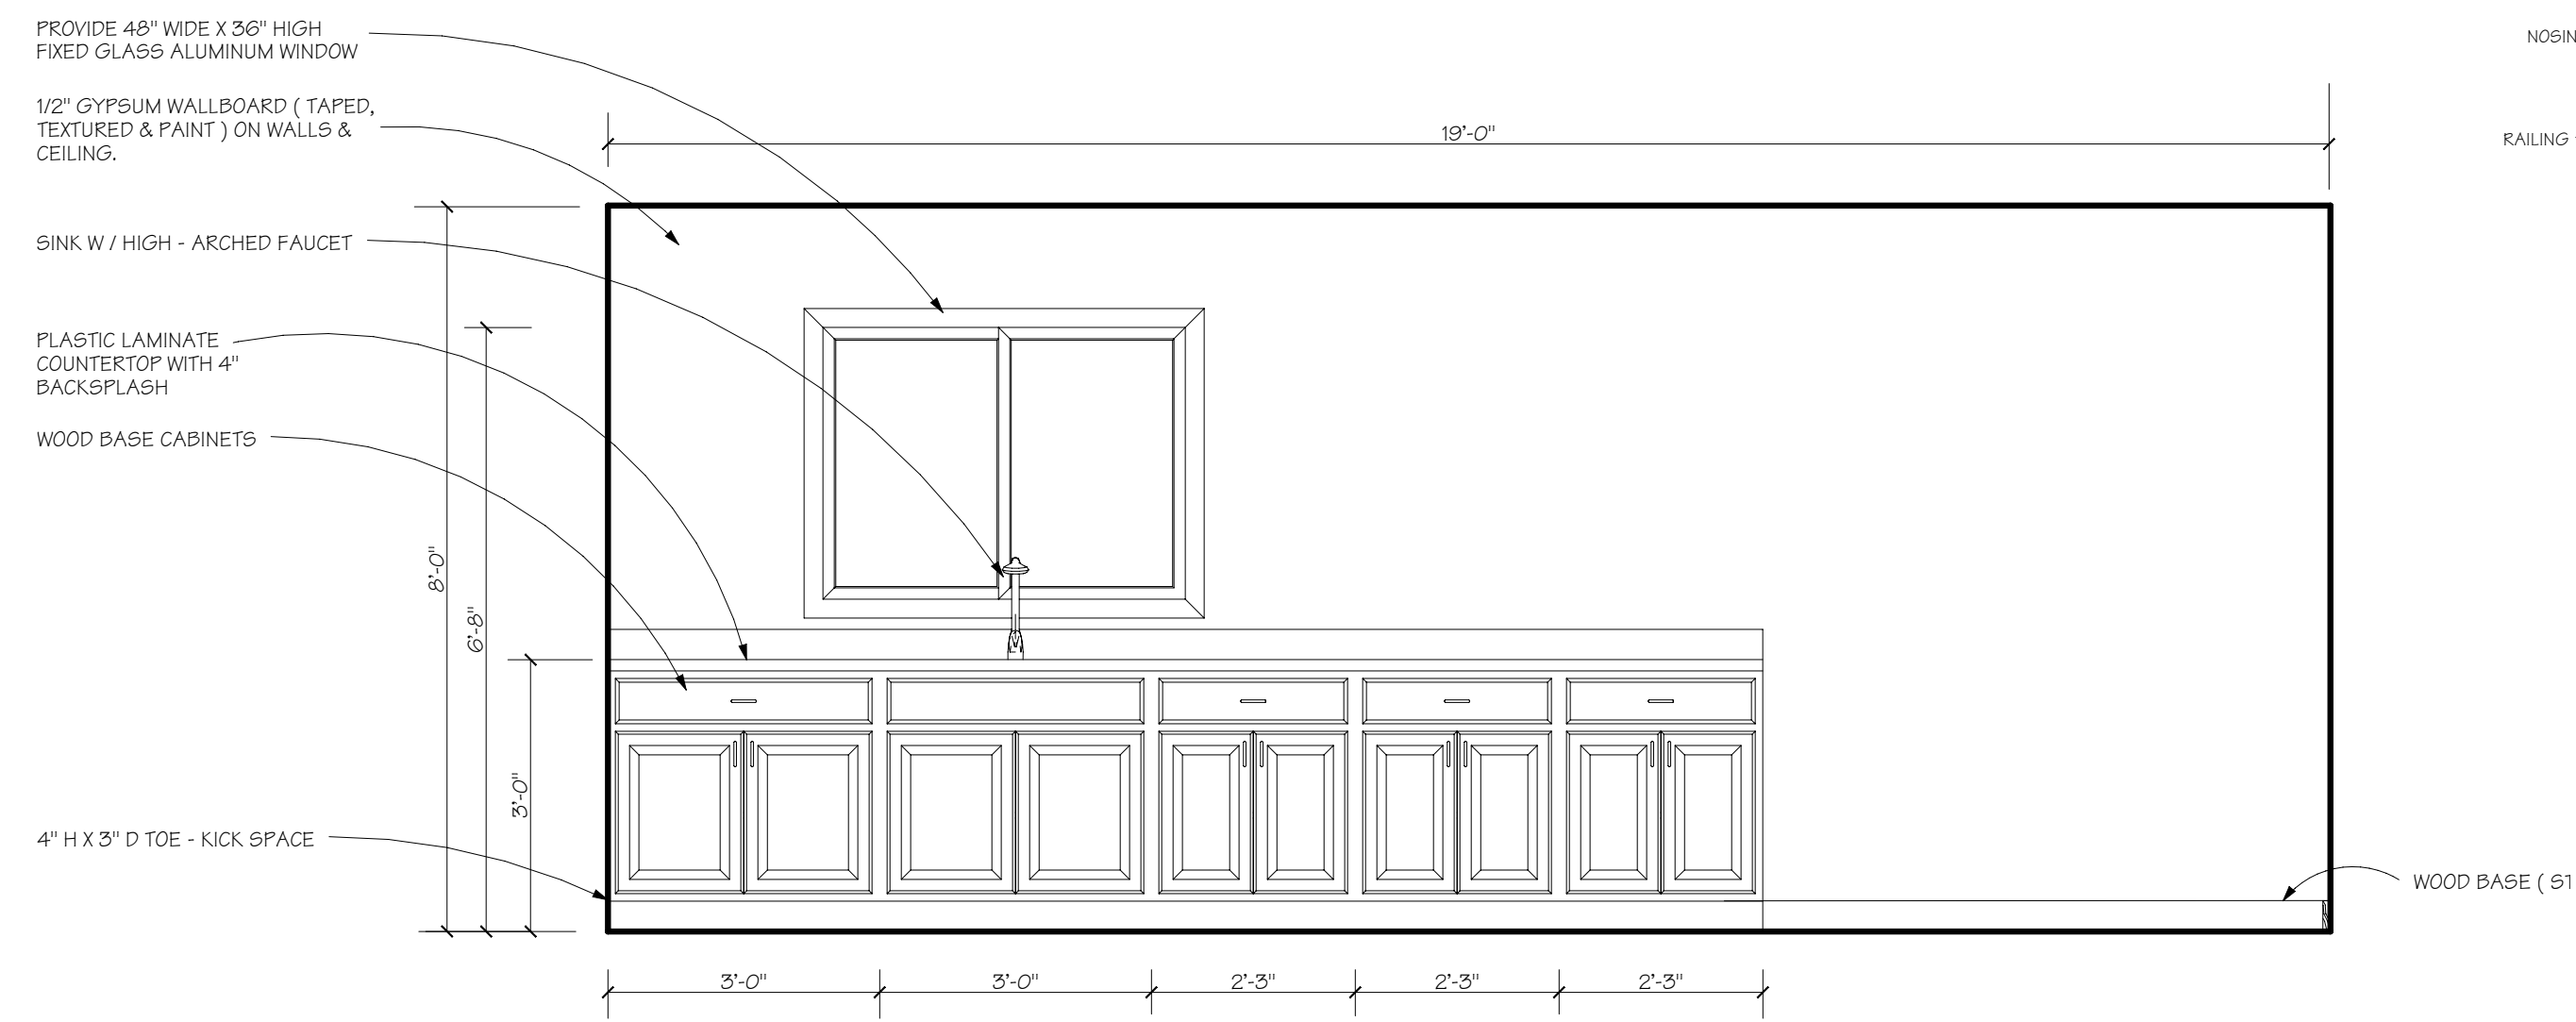 PROVIDE 48" WIDE X 36" HIGH
FIXED GLASS ALUMINUM WINDOW
1/2" GYPSUM WALLBOARD ( TAPED,
TEXTURED & PAINT ) ON WALLS &
CEILING.
SINK W / HIGH - ARCHED FAUCET
PLASTIC LAMINATE
COUNTERTOP WITH 4"
BACKSPLASH
WOOD BASE CABINETS
4" H X 3" D TOE - KICK SPACE
8'-0"
6'-8"
3'-0"
19'-0"
3'-0"
3'-0"
2'-3"
2'-3"
2'-3"
NOSIN
RAILING
WOOD BASE ( ST